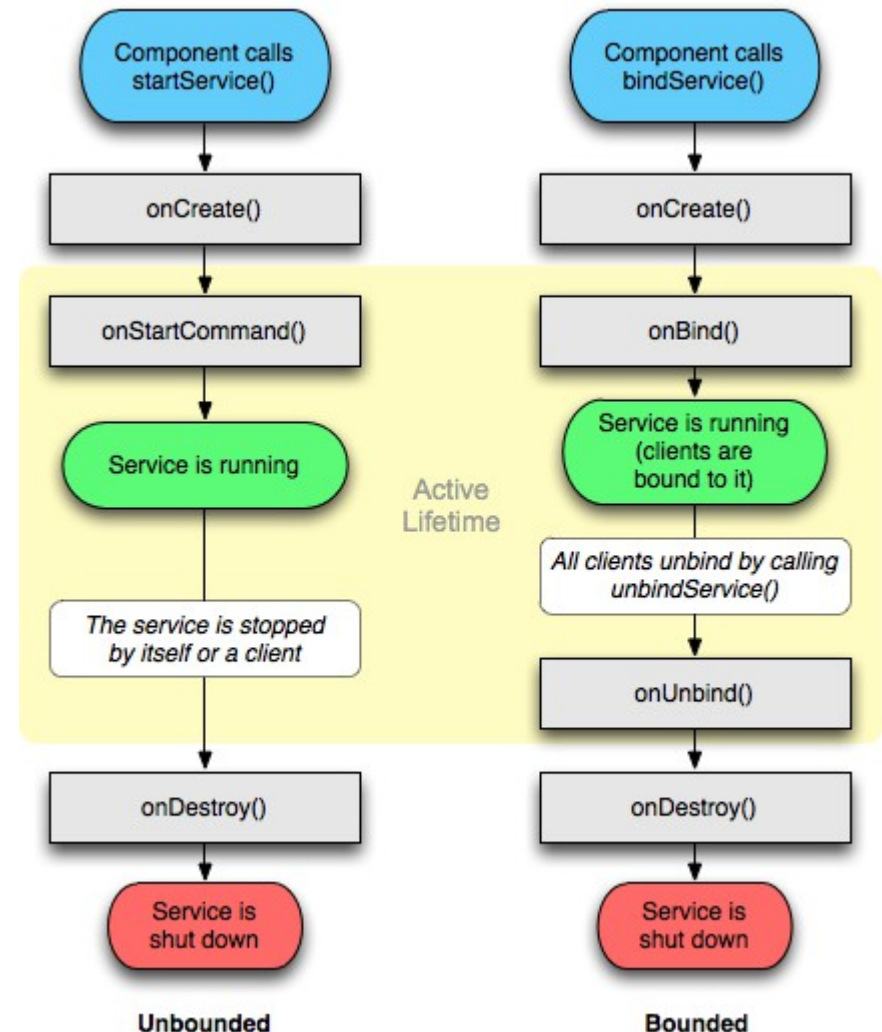 Component calls
startService()
onCreate()
onStartCommand()
Service is running
The service is stopped
by itself or a client
onDestroy()
Service is
shut down
Unbounded
Active
Lifetime
Component calls
bindService()
onCreate()
onBind()
Service is running
(clients are
bound to it)
All clients unbind by calling
unbindService()
onUnbind()
onDestroy()
Service is
shut down
Bounded